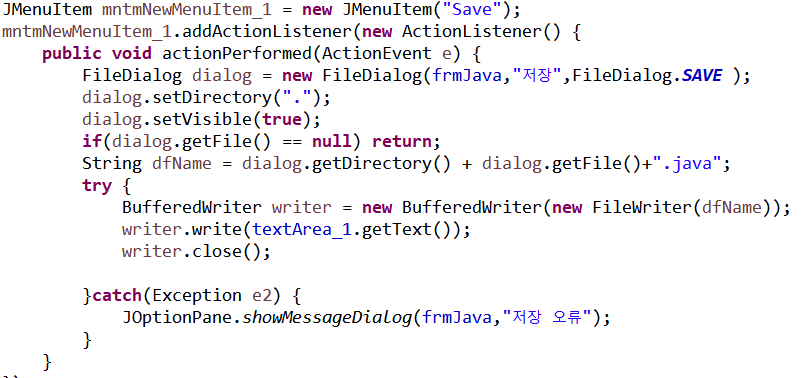 JMenuItem mntmNewMenuItem_1 = new JMenuItem("Save");
mntmNewMenuItem_1.addActionListener(new ActionListener() {
    public void actionPerformed(ActionEvent e) {
        FileDialog dialog = new FileDialog(frmJava,"저장",FileDialog.SAVE );
        dialog.setDirectory(".");
        dialog.setVisible(true);
        if(dialog.getFile() == null) return;
        String dfName = dialog.getDirectory() + dialog.getFile()+".java";
        try {
            BufferedWriter writer = new BufferedWriter(new FileWriter(dfName));
            writer.write(textArea_1.getText());
            writer.close();

        }catch(Exception e2) {
            JOptionPane.showMessageDialog(frmJava,"저장 오류");
        }
    }